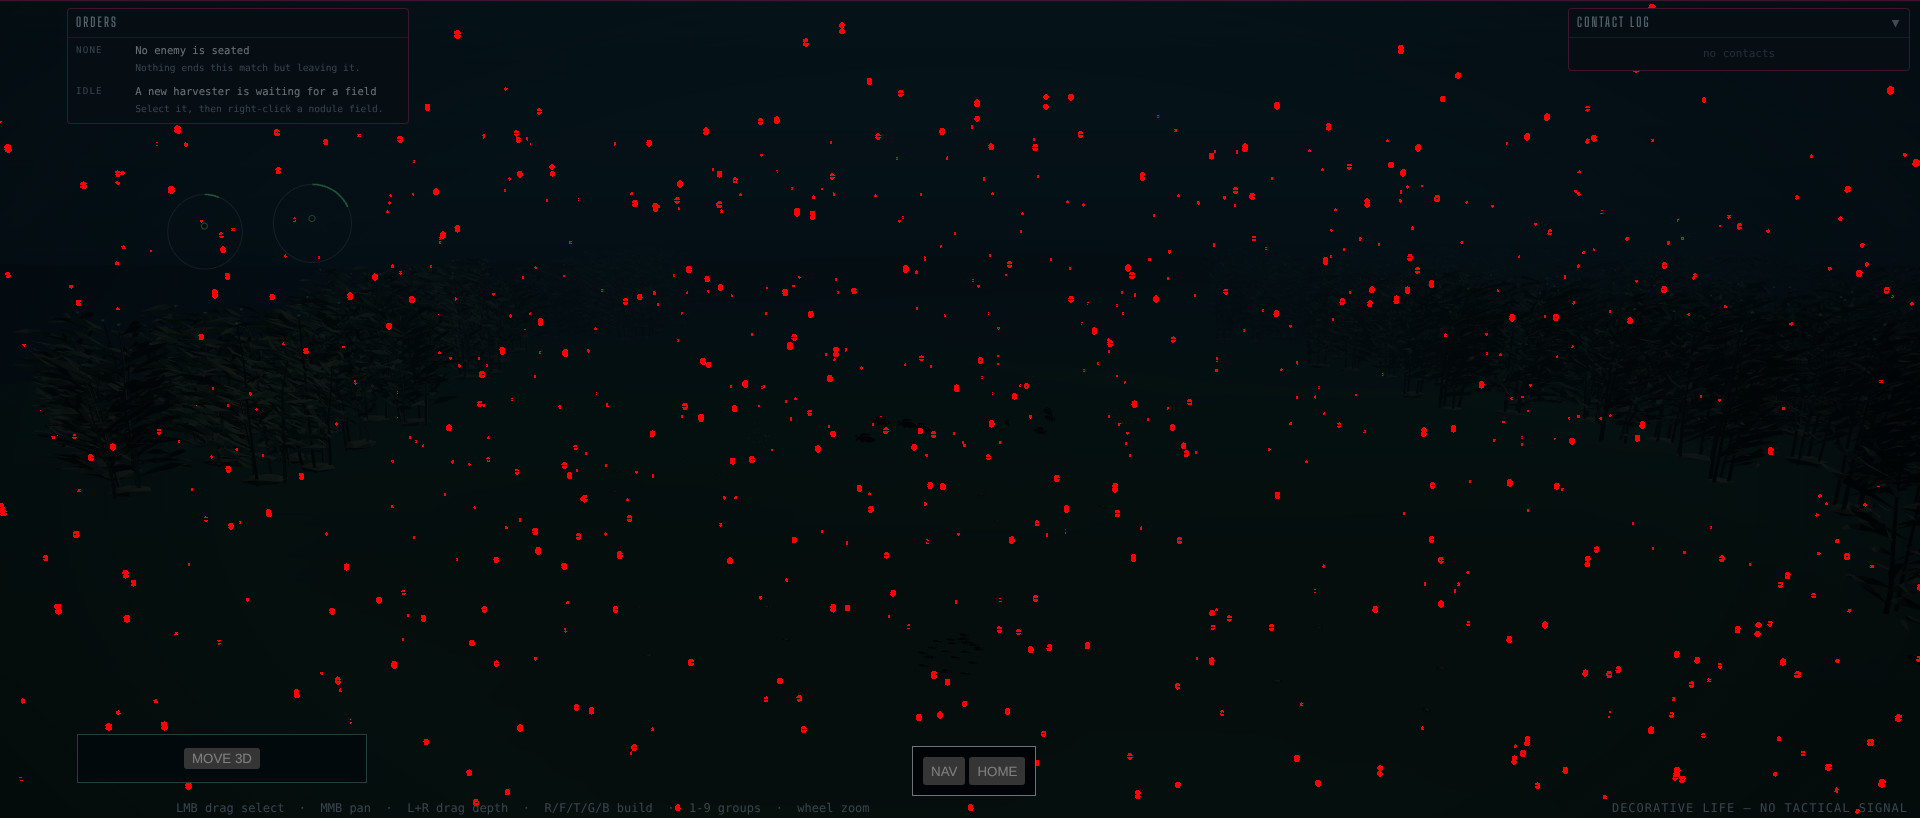 ORDERS
NONE No enemy is seated
Nothing ends this match but leaving it.
IDLE A new harvester is waiting for a field
Select it, then right-click a nodule field.
CONTACT LOG ▼
no contacts
MOVE 3D
NAV HOME
LMB drag select · MMB pan · L+R drag depth · R/F/T/G/B build · 1-9 groups · wheel zoom
DECORATIVE LIFE — NO TACTICAL SIGNAL